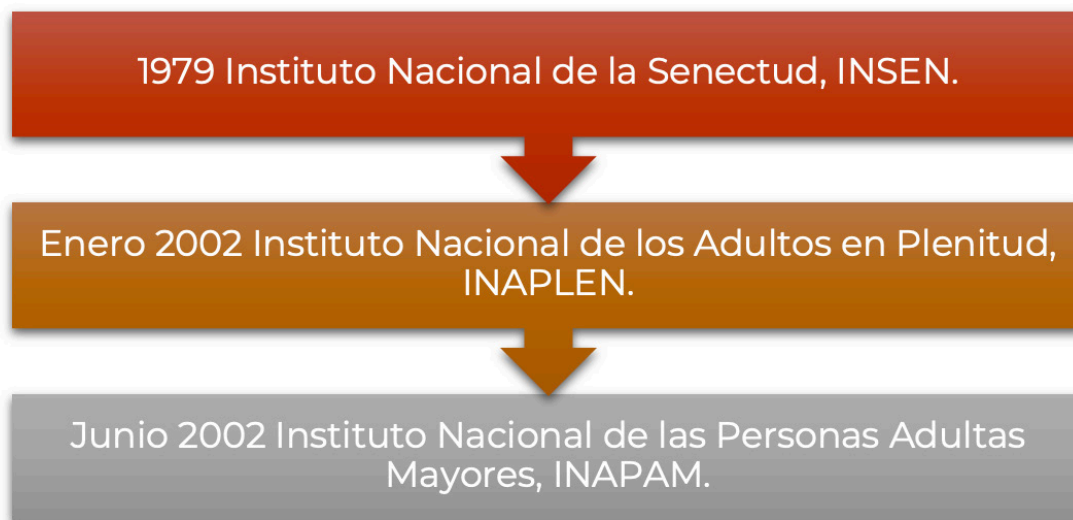 1979 Instituto Nacional de la Senectud, INSEN.
Enero 2002 Instituto Nacional de los Adultos en Plenitud,
INAPLEN.
Junio 2002 Instituto Nacional de las Personas Adultas
Mayores, INAPAM.